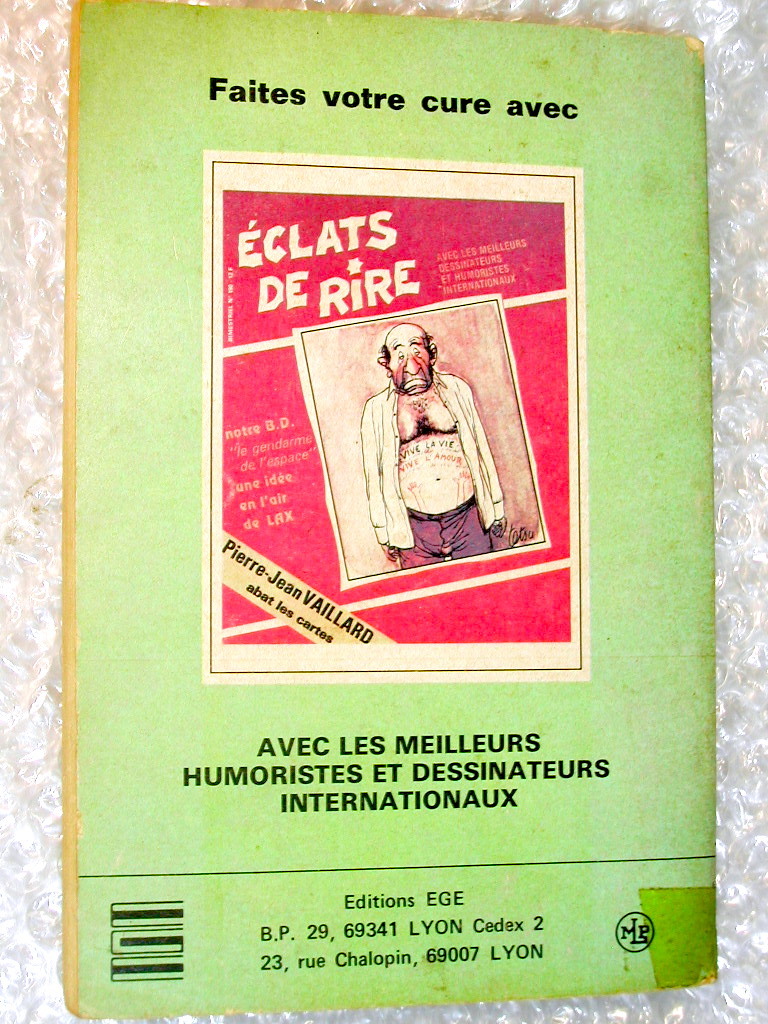 Faites votre cure avec
ÉCLATS
DE RIRE
AVEC LES MEILLEURS
DESSINATEURS
ET HUMORISTES
INTERNATIONAUX
BIMESTRIEL N°
12 F
notre B.D.
"le gendarme
de l'espace"
une idée
en l'air
de LAX
VIVE LA VIE
VIVE L'AMOUR
Pierre-Jean VAILLARD
abat les cartes
AVEC LES MEILLEURS
HUMORISTES ET DESSINATEURS
INTERNATIONAUX
Editions EGE
B.P. 29, 69341 LYON Cedex 2
23, rue Chalopin, 69007 LYON
MLP